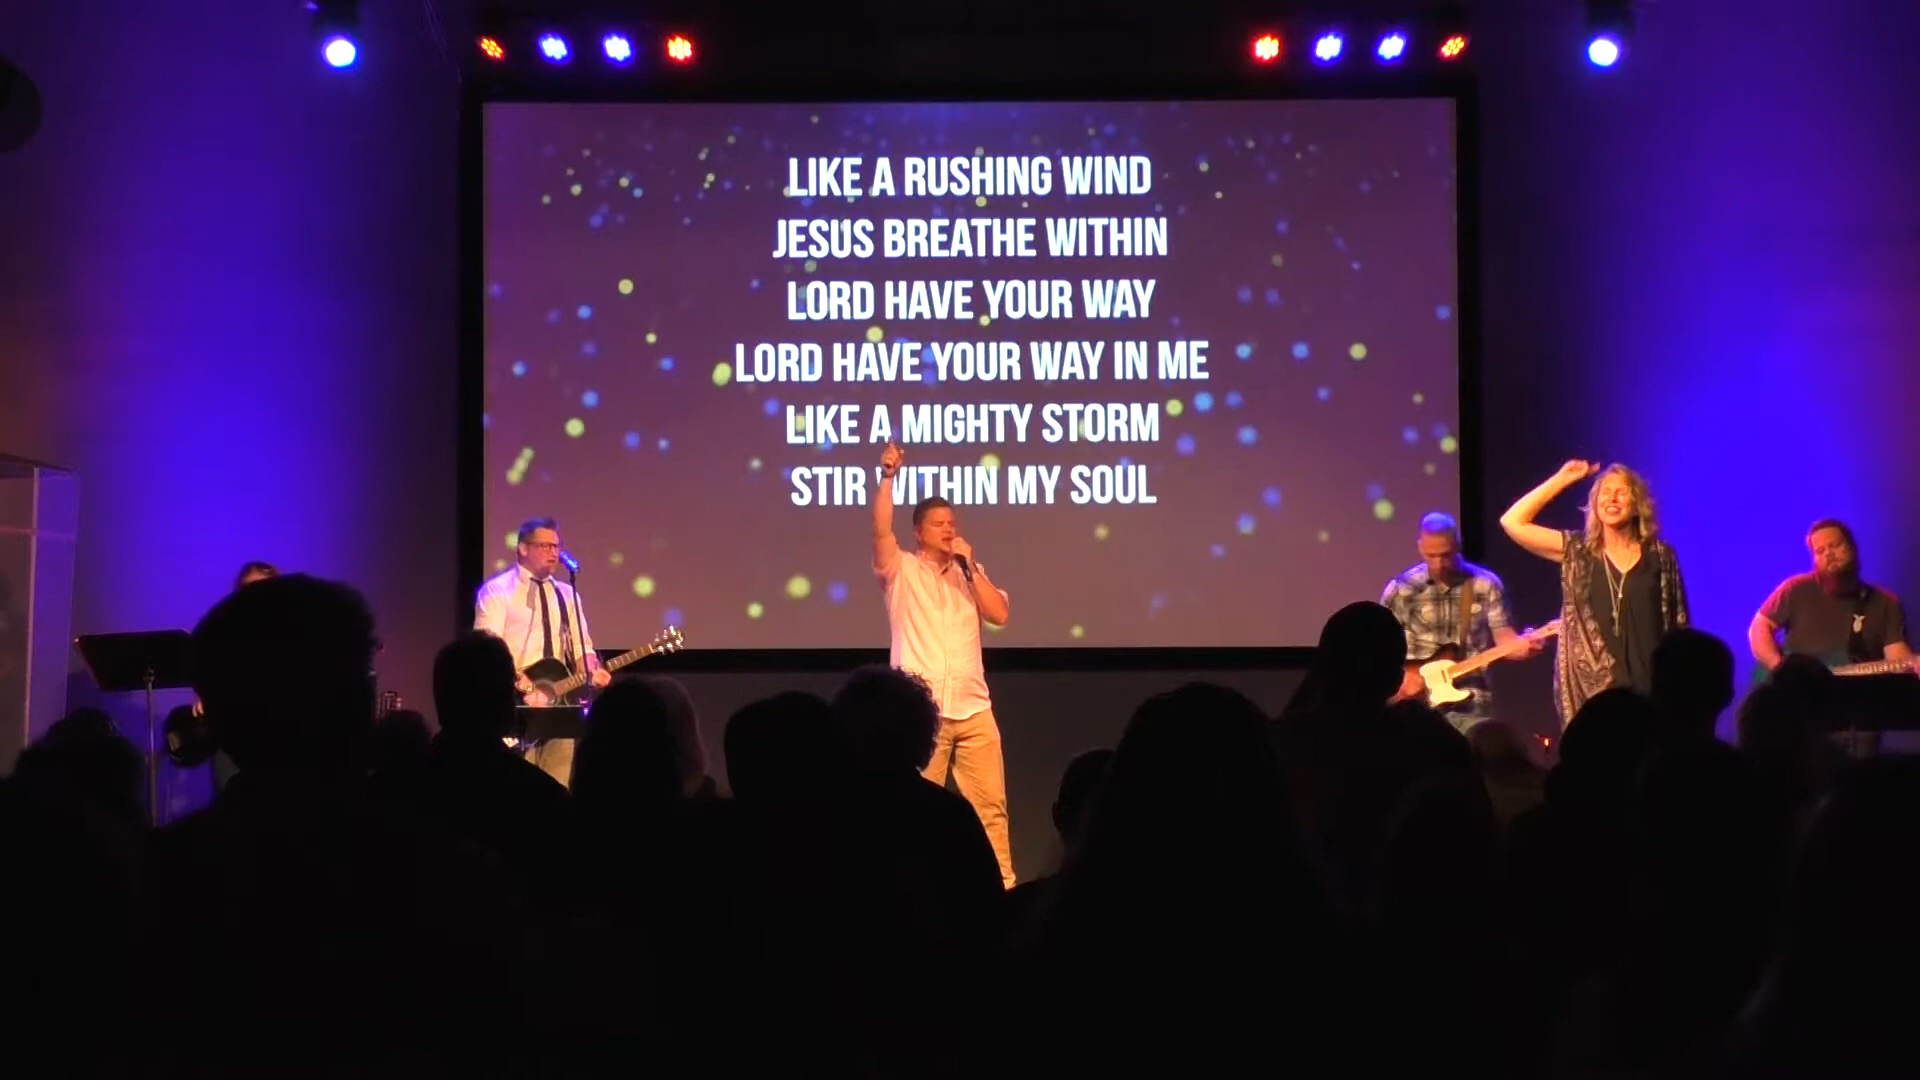 LIKE A RUSHING WIND
JESUS BREATHE WITHIN
LORD HAVE YOUR WAY
LORD HAVE YOUR WAY IN ME
LIKE A MIGHTY STORM
STIR WITHIN MY SOUL